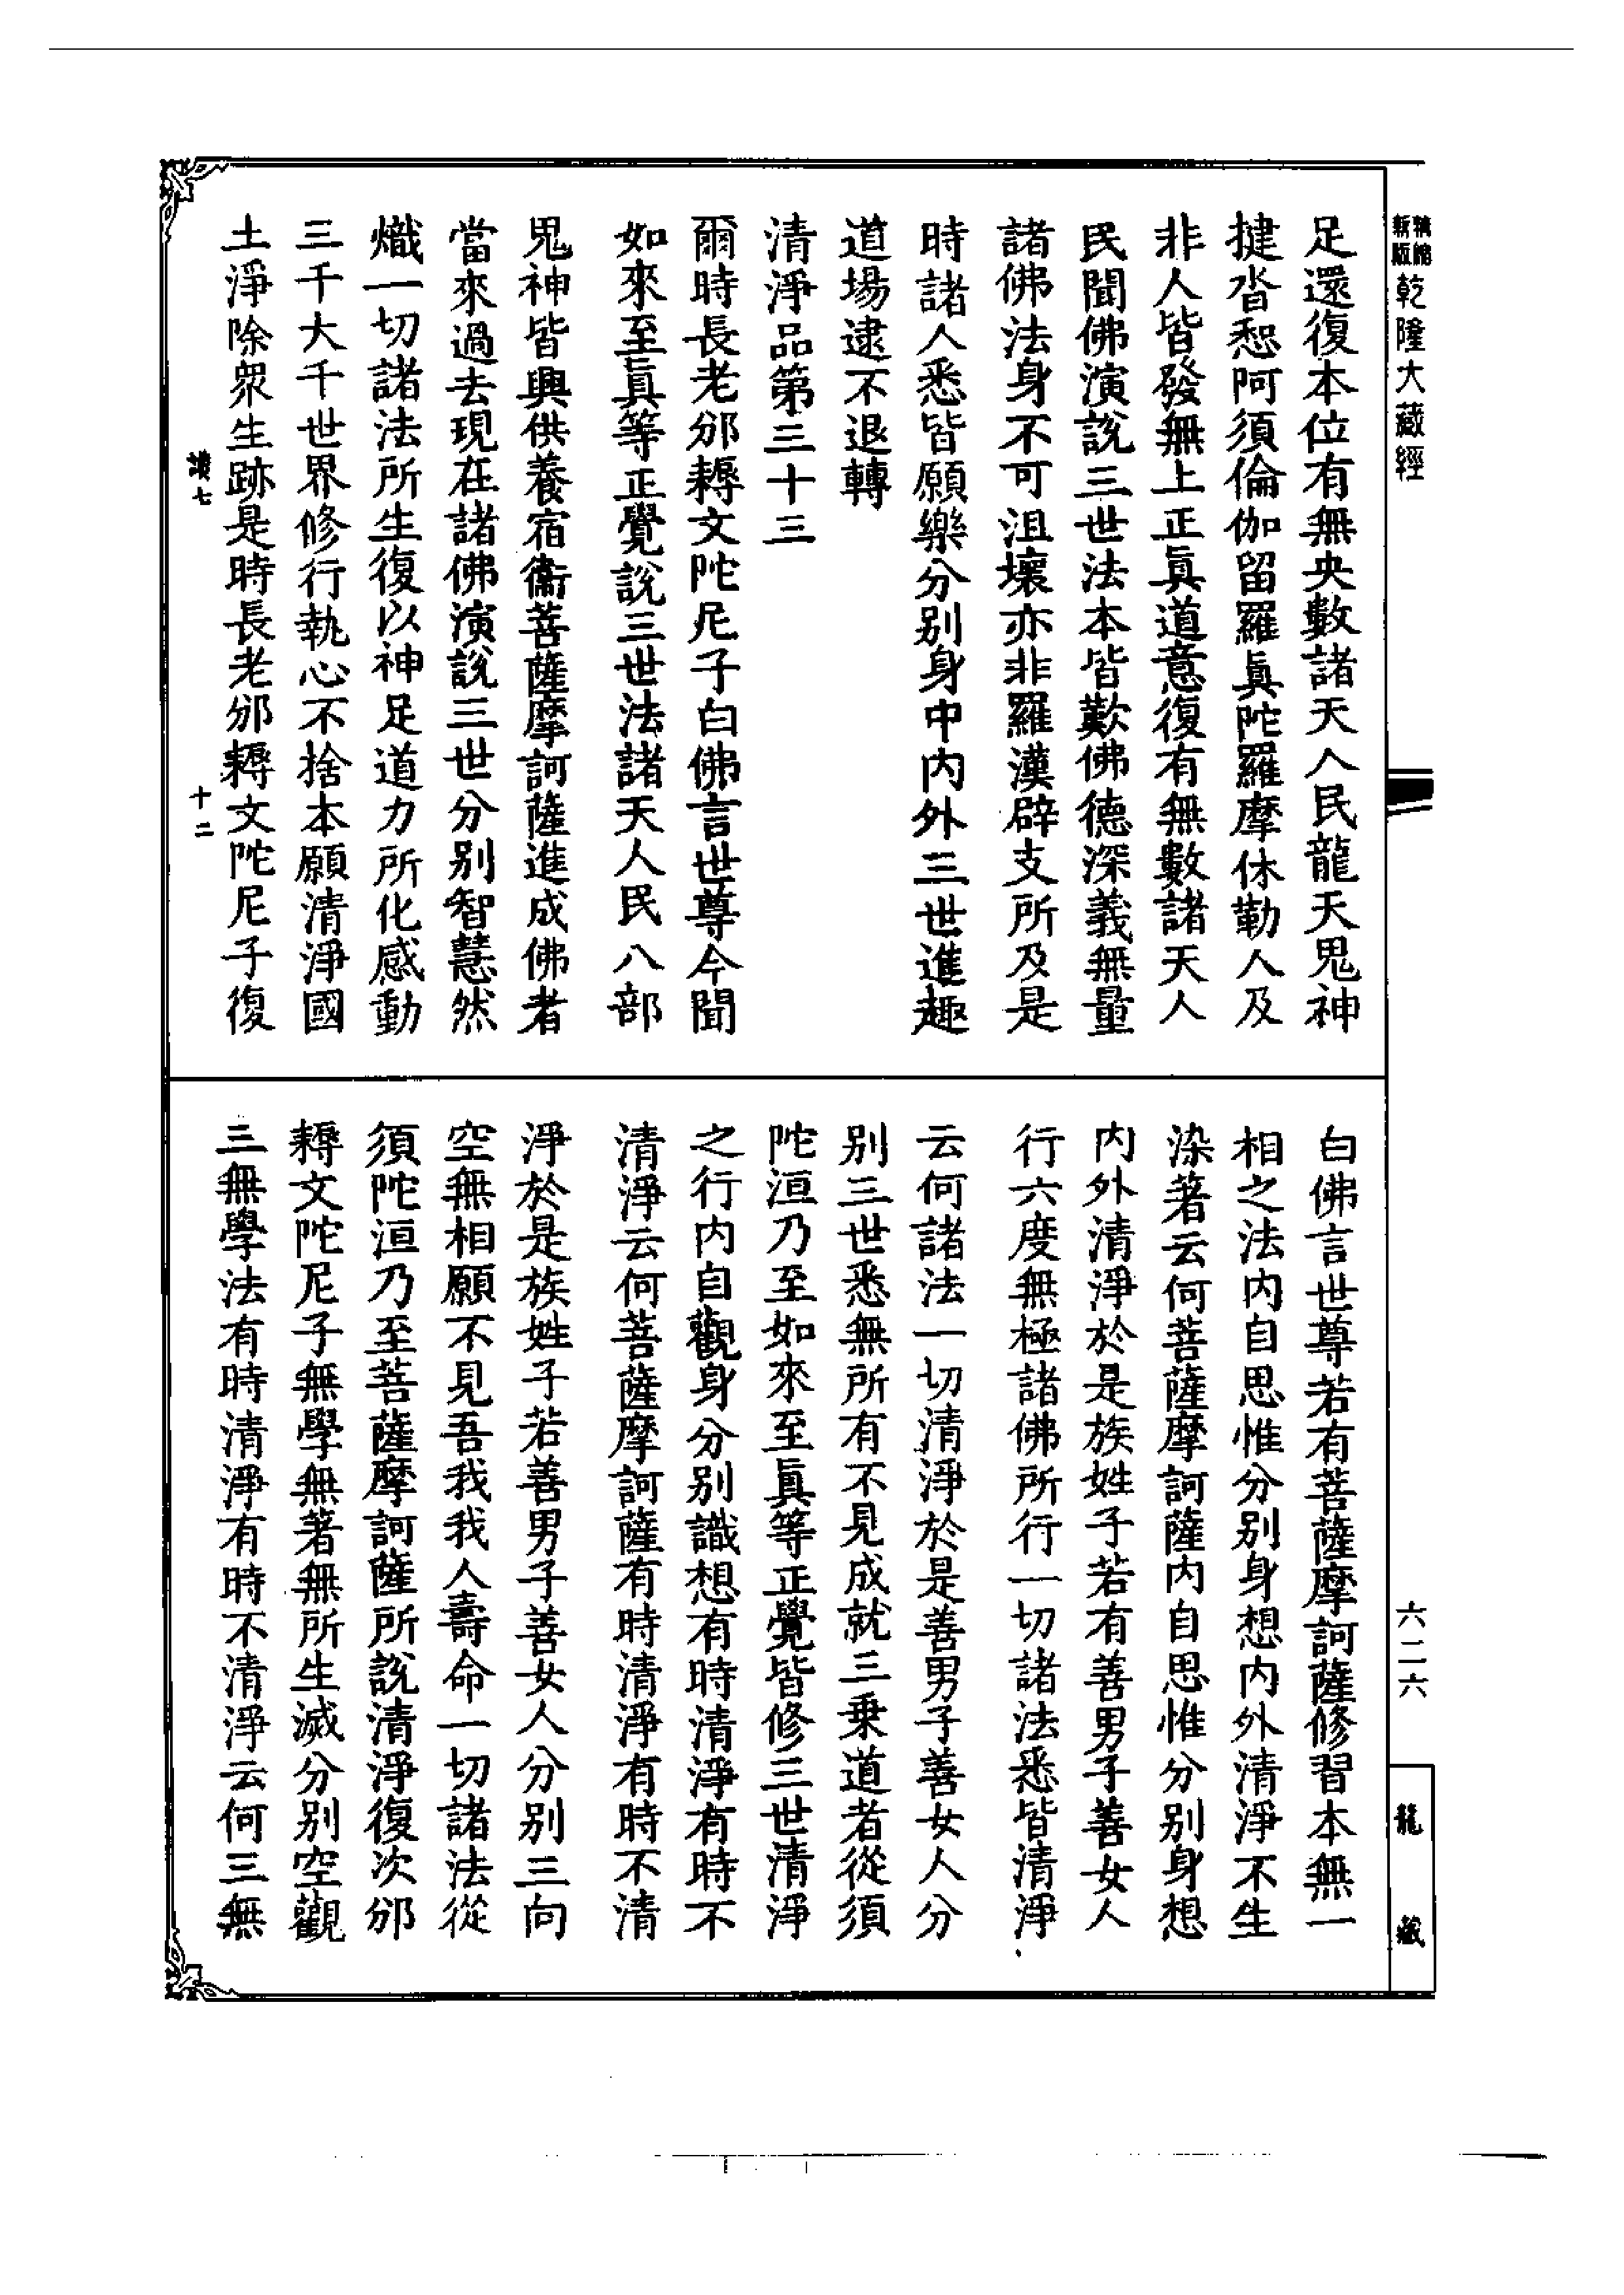 精縮新版乾隆大藏經
足還復本位有無央數諸天人民龍天鬼神
揵沓惒阿須倫伽留羅眞陀羅摩休勒人及
非人皆發無上正眞道意復有無數諸天人
民聞佛演說三世法本皆歎佛德深義無量
諸佛法身不可沮壞亦非羅漢辟支所及是
時諸人悉皆願樂分別身中內外三世進趣
道場逮不退轉
清淨品第三十三
爾時長老邠耨文陀尼子白佛言世尊今聞
如來至眞等正覺說三世法諸天人民八部
鬼神皆興供養宿衞菩薩摩訶薩進成佛者
當來過去現在諸佛演說三世分別智慧然
熾一切諸法所生復以神足道力所化感動
三千大千世界修行執心不捨本願清淨國
土淨除衆生跡是時長老邠耨文陀尼子復
七 十二
白佛言世尊若有菩薩摩訶薩修習本無一
相之法內自思惟分別身想內外清淨不生
染著云何菩薩摩訶薩內自思惟分別身想
內外清淨於是族姓子若有善男子善女人
行六度無極諸佛所行一切諸法悉皆清淨
云何諸法一切清淨於是善男子善女人分
別三世悉無所有不見成就三乗道者從須
陀洹乃至如來至眞等正覺皆修三世清淨
之行內自觀身分別識想有時清淨有時不
清淨云何菩薩摩訶薩有時清淨有時不清
淨於是族姓子若善男子善女人分別三向
空無相願不見吾我我人壽命一切諸法從
須陀洹乃至菩薩摩訶薩所說清淨復次邠
耨文陀尼子無學無著無所生滅分別空觀
三無學法有時清淨有時不清淨云何三無
六二六
龍藏